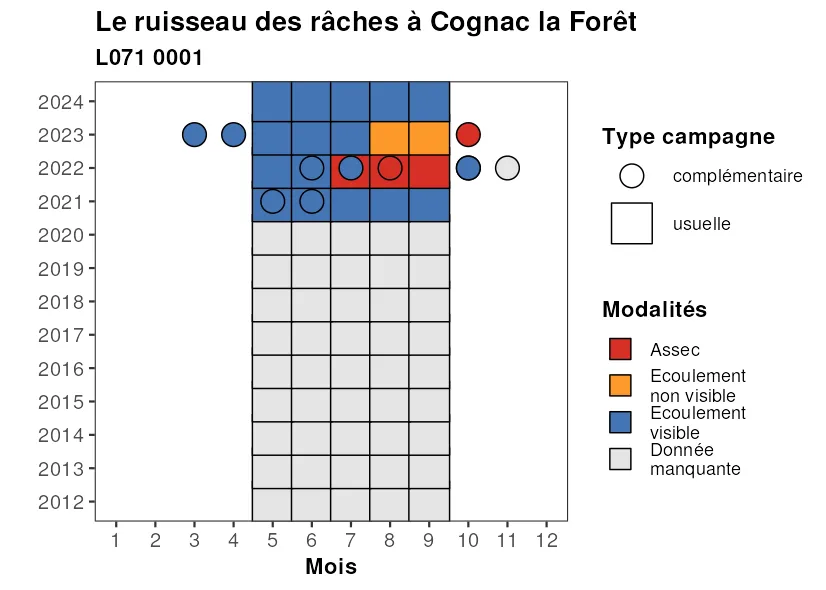 Le ruisseau des râches à Cognac la Forêt
L071 0001
2024
2023
2022
2021
2020
2019
2018
2017
2016
2015
2014
2013
2012
1 2 3 4 5 6 7 8 9 10 11 12
Mois
Type campagne
complémentaire
usuelle
Modalités
Assec
Ecoulement
non visible
Ecoulement
visible
Donnée
manquante